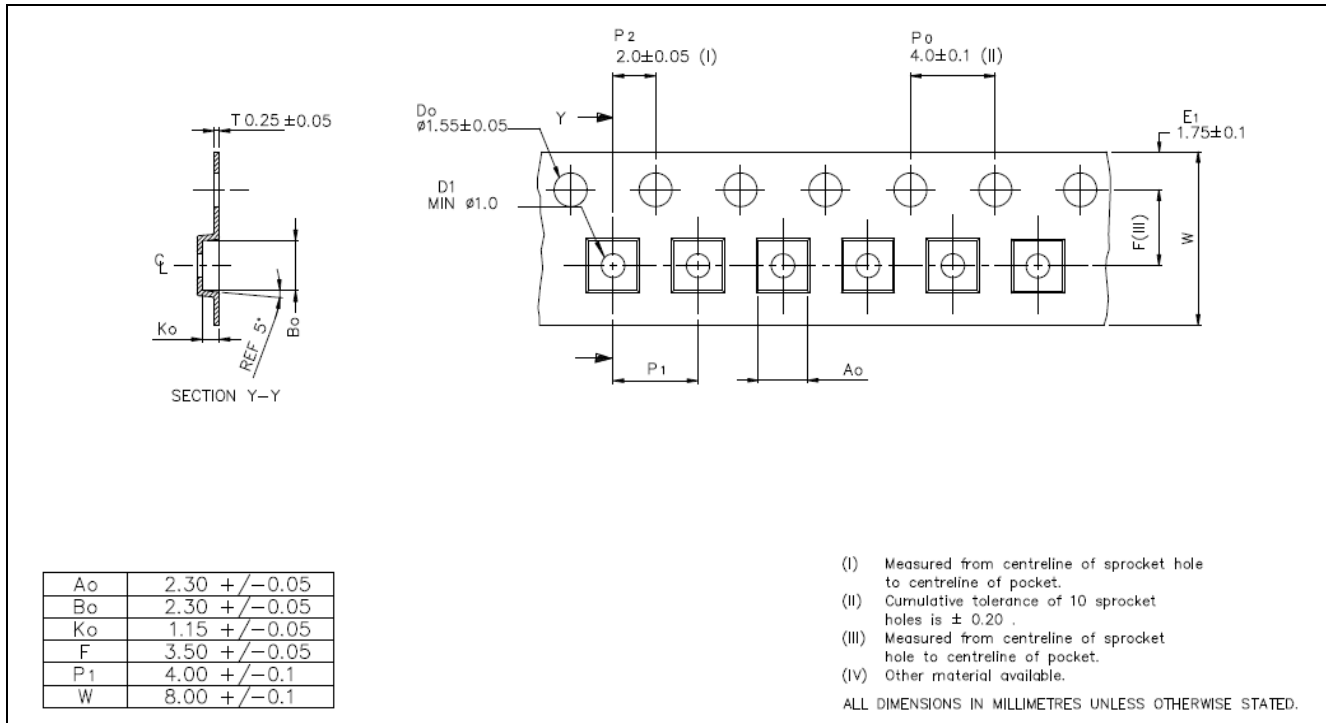 P2
2.0±0.05 (I)
Po
4.0±0.1 (II)
T 0.25 ±0.05
Do
ø1.55±0.05
Y
E1
1.75±0.1
D1
MIN ø1.0
F(III)
W
℄
Ko
REF 5°
Bo
P1
Ao
SECTION Y-Y
Ao 2.30 +/-0.05
Bo 2.30 +/-0.05
Ko 1.15 +/-0.05
F 3.50 +/-0.05
P1 4.00 +/-0.1
W 8.00 +/-0.1
(I) Measured from centreline of sprocket hole
to centreline of pocket.
(II) Cumulative tolerance of 10 sprocket
holes is ± 0.20 .
(III) Measured from centreline of sprocket
hole to centreline of pocket.
(IV) Other material available.
ALL DIMENSIONS IN MILLIMETRES UNLESS OTHERWISE STATED.